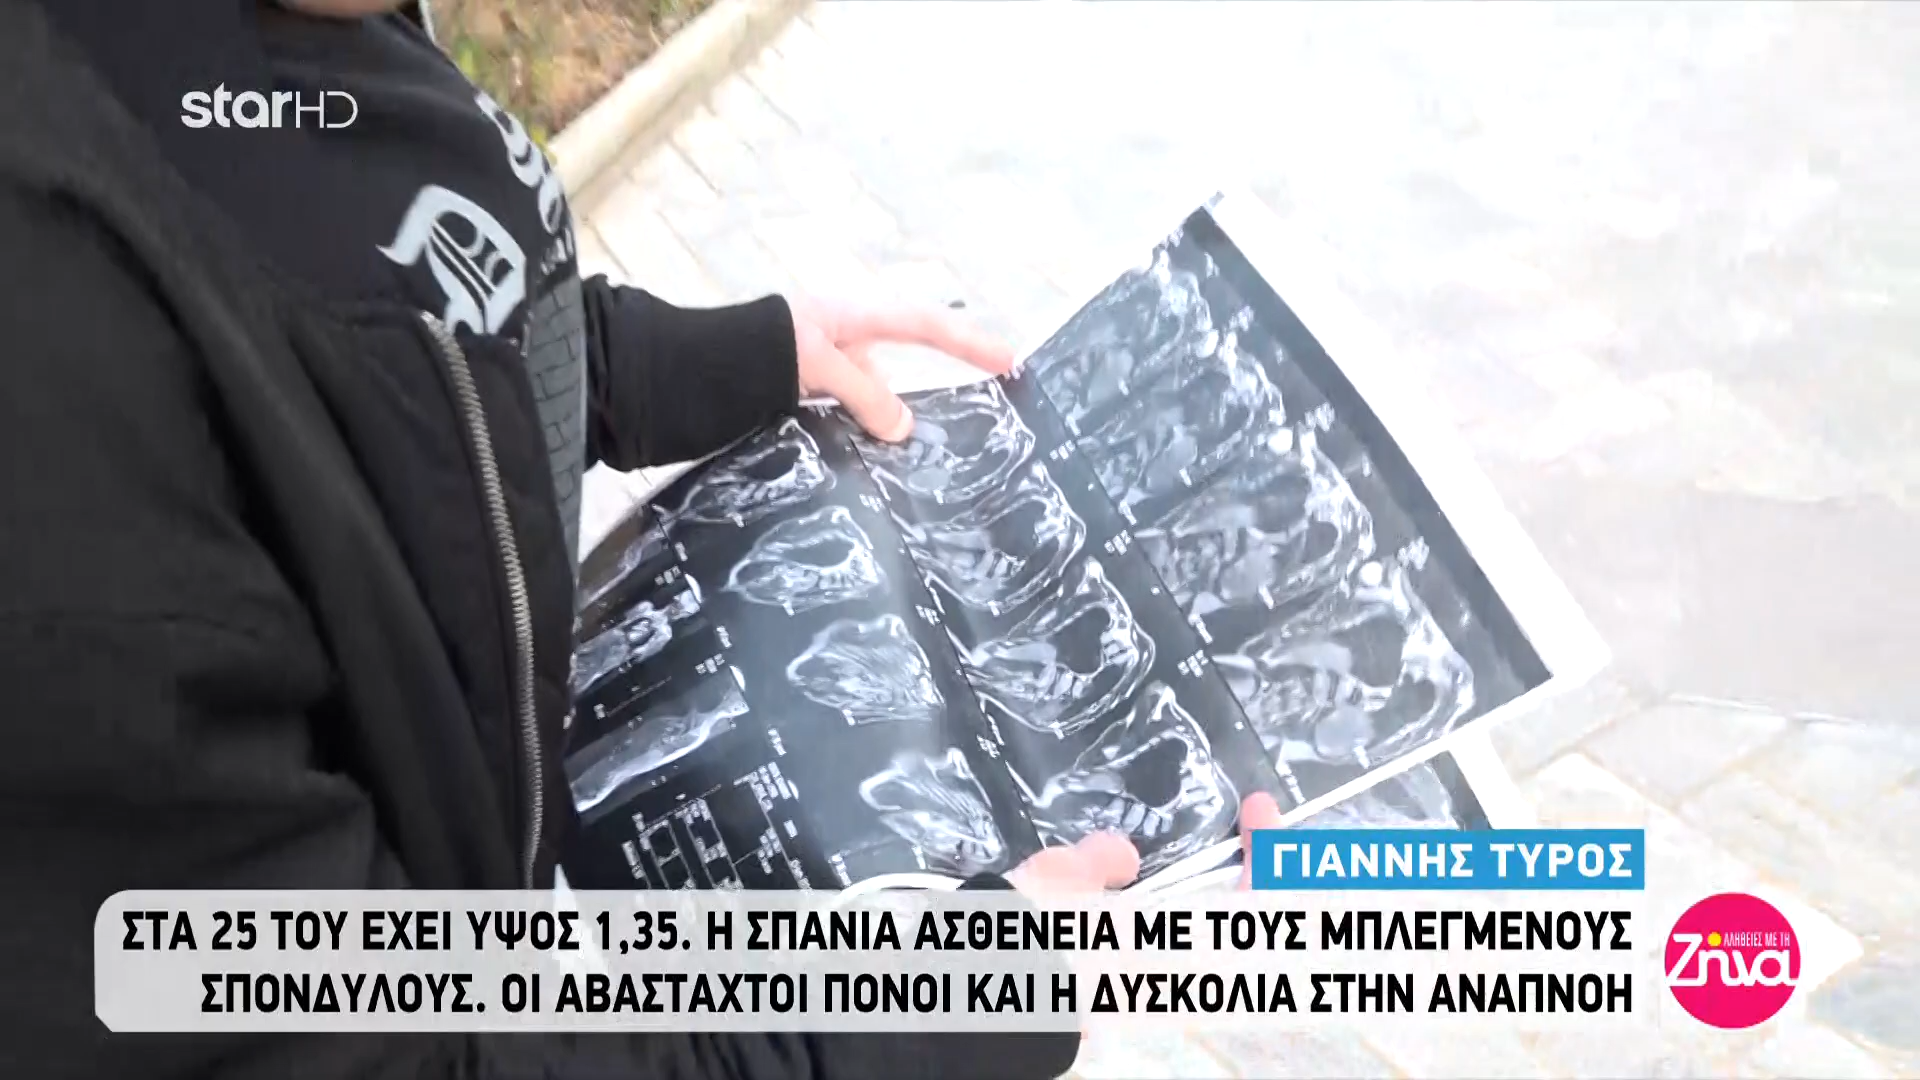 starHD
ΓΙΑΝΝΗΣ ΤΥΡΟΣ
ΣΤΑ 25 ΤΟΥ ΕΧΕΙ ΥΨΟΣ 1,35. Η ΣΠΑΝΙΑ ΑΣΘΕΝΕΙΑ ΜΕ ΤΟΥΣ ΜΠΛΕΓΜΕΝΟΥΣ
ΣΠΟΝΔΥΛΟΥΣ. ΟΙ ΑΒΑΣΤΑΧΤΟΙ ΠΟΝΟΙ ΚΑΙ Η ΔΥΣΚΟΛΙΑ ΣΤΗΝ ΑΝΑΠΝΟΗ
ΑΛΗΘΕΙΕΣ ΜΕ ΤΗ
Ζήνα